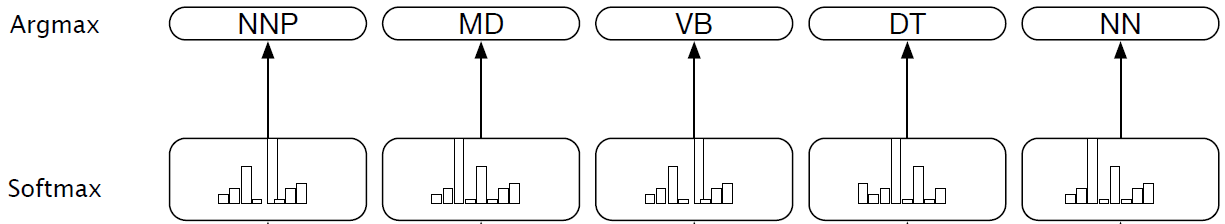 Argmax NNP MD VB DT NN
Softmax